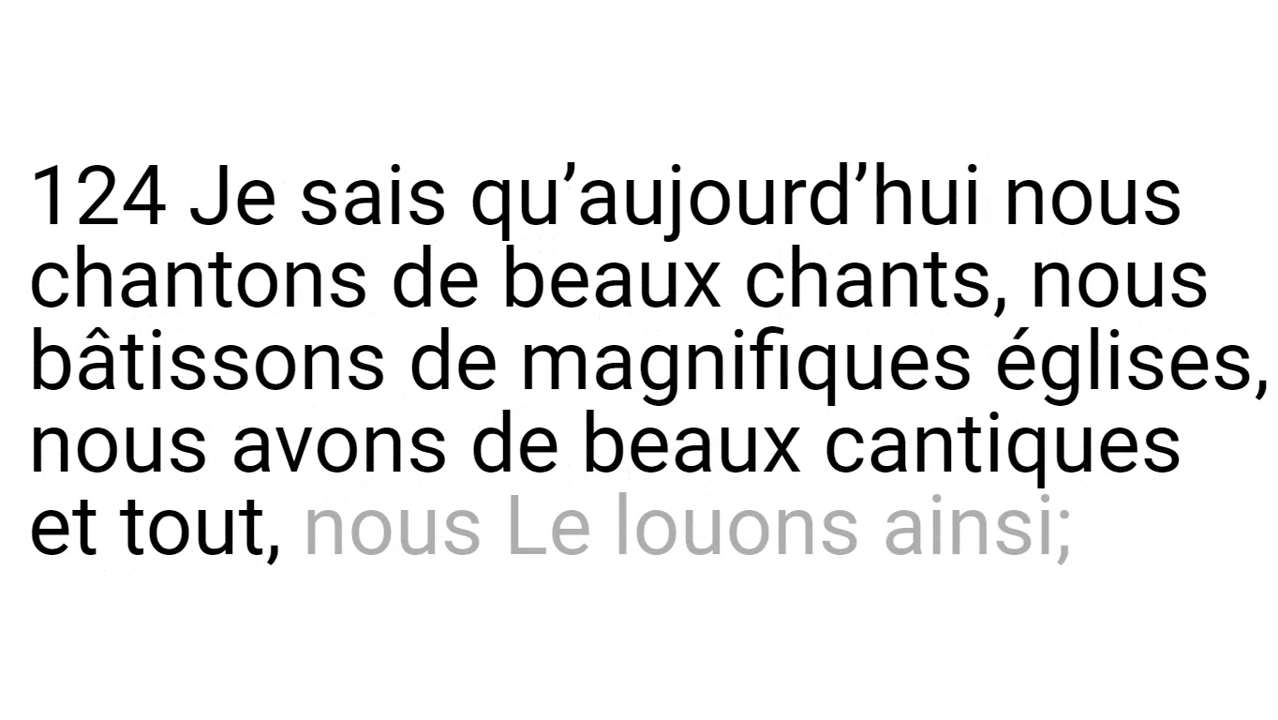 124 Je sais qu’aujourd’hui nous
chantons de beaux chants, nous
bâtissons de magnifiques églises,
nous avons de beaux cantiques
et tout, nous Le louons ainsi;